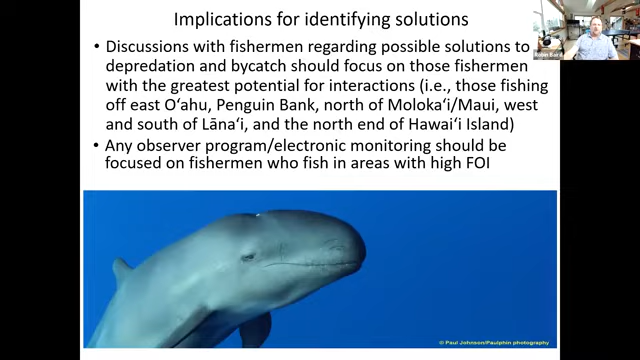 Implications for identifying solutions
• Discussions with fishermen regarding possible solutions to
depredation and bycatch should focus on those fishermen
with the greatest potential for interactions (i.e., those fishing
off east Oʻahu, Penguin Bank, north of Molokaʻi/Maui, west
and south of Lānaʻi, and the north end of Hawaiʻi Island)
• Any observer program/electronic monitoring should be
focused on fishermen who fish in areas with high FOI
© Paul Johnson/Paulphin photography
Robin Baird